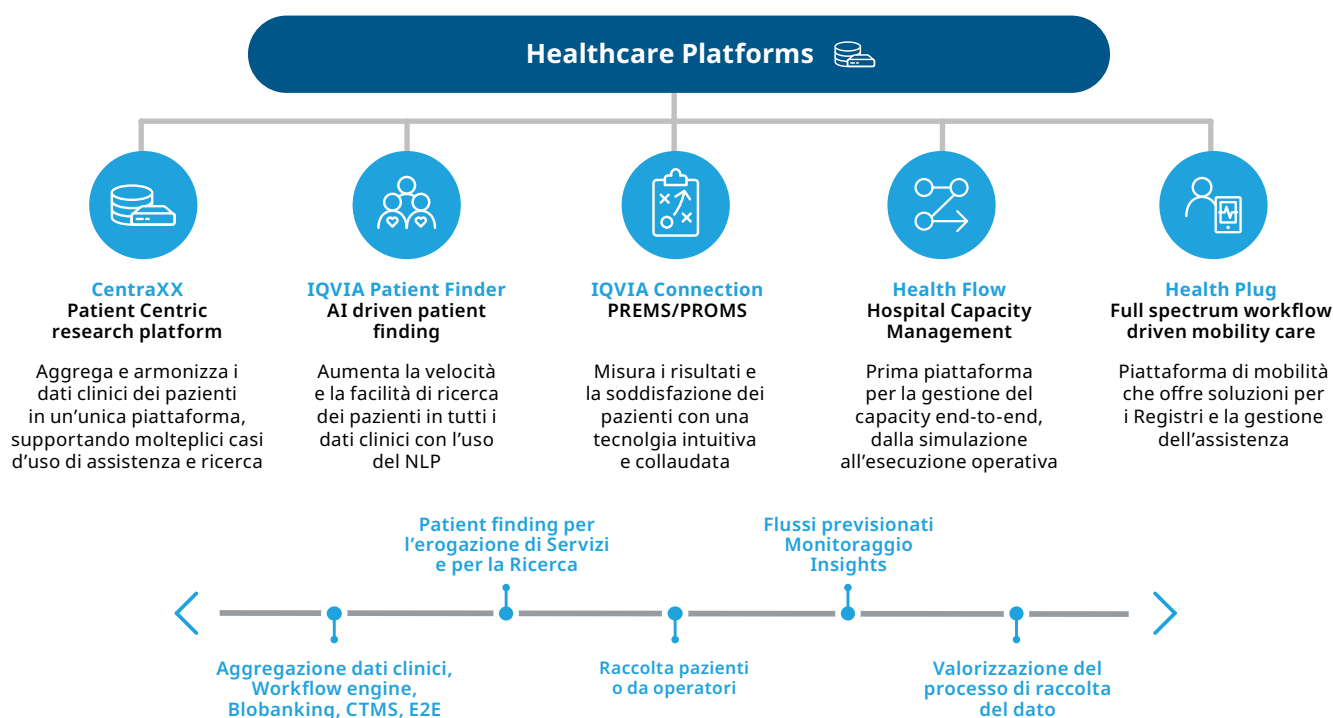 Healthcare Platforms
CentraXX
Patient Centric
research platform
Aggrega e armonizza i
dati clinici dei pazienti
in un’unica piattaforma,
supportando molteplici casi
d’uso di assistenza e ricerca
IQVIA Patient Finder
AI driven patient
finding
Aumenta la velocità
e la facilità di ricerca
dei pazienti in tutti i
dati clinici con l’uso
del NLP
IQVIA Connection
PREMS/PROMS
Misura i risultati e
la soddisfazione dei
pazienti con una
tecnolgia intuitiva
e collaudata
Health Flow
Hospital Capacity
Management
Prima piattaforma
per la gestione del
capacity end-to-end,
dalla simulazione
all’esecuzione operativa
Health Plug
Full spectrum workflow
driven mobility care
Piattaforma di mobilità
che offre soluzioni per
i Registri e la gestione
dell’assistenza
Patient finding per
l’erogazione di Servizi
e per la Ricerca
Flussi previsionati
Monitoraggio
Insights
Aggregazione dati clinici,
Workflow engine,
Blobanking, CTMS, E2E
Raccolta pazienti
o da operatori
Valorizzazione del
processo di raccolta
del dato